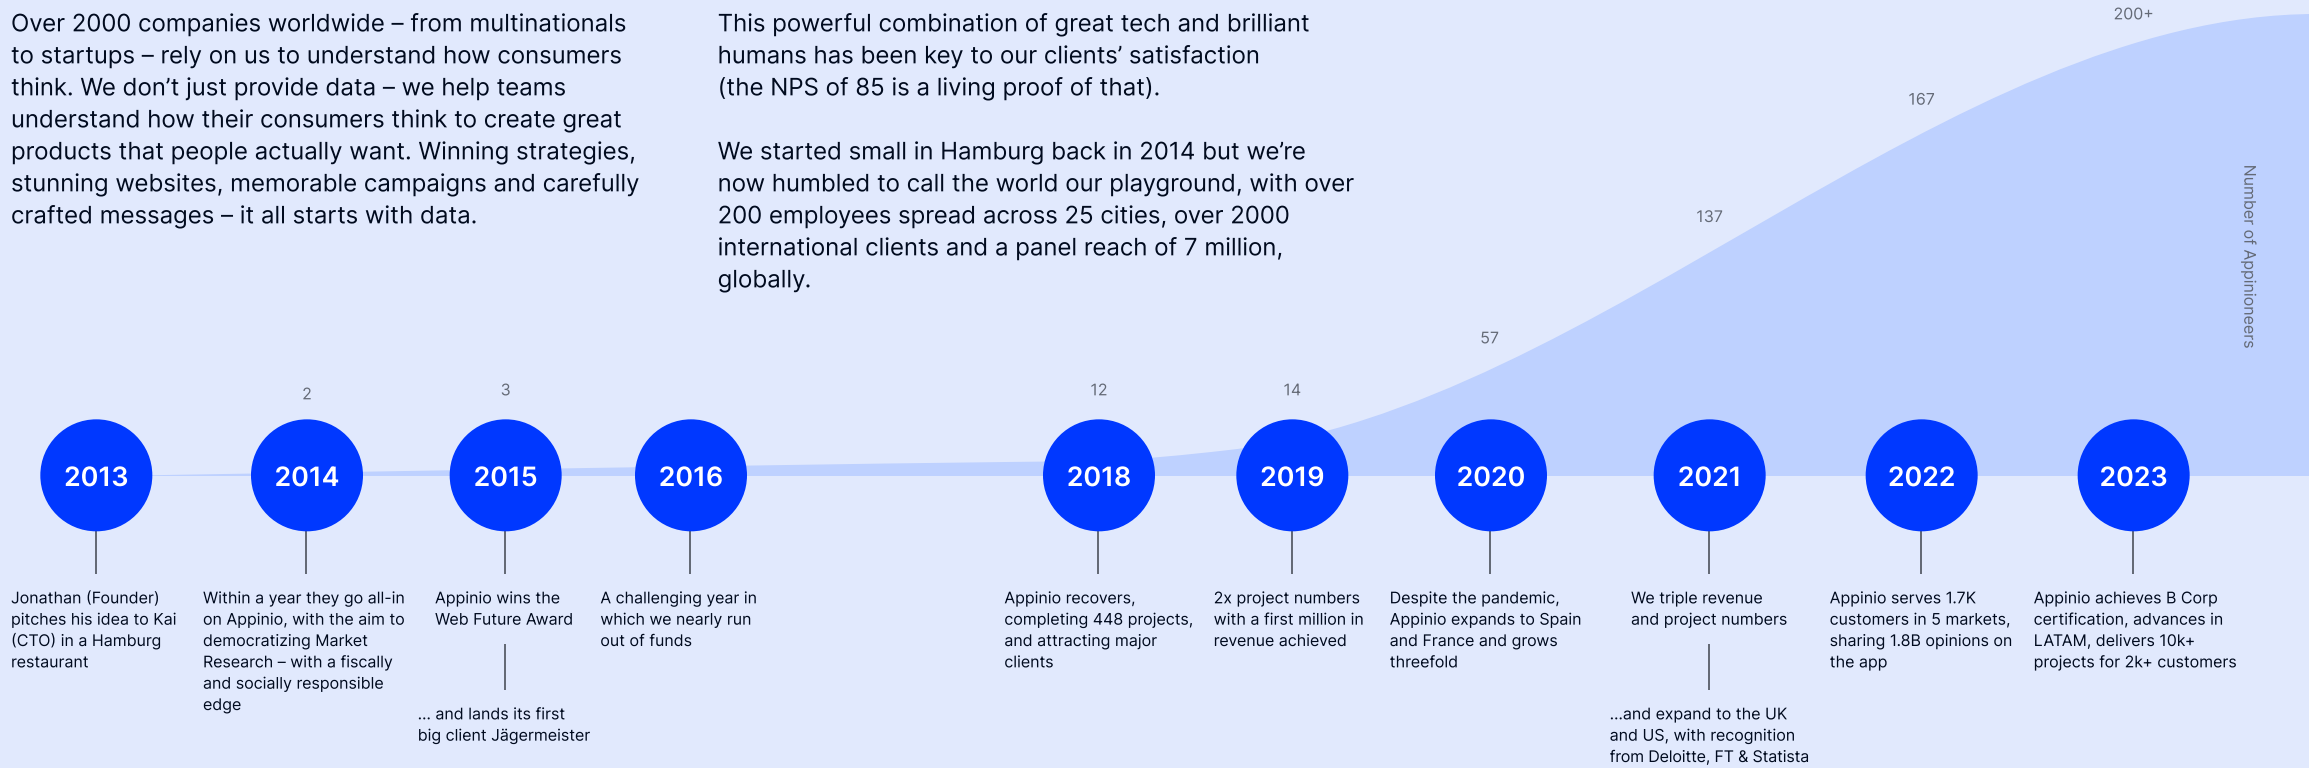 Over 2000 companies worldwide – from multinationals
to startups – rely on us to understand how consumers
think. We don’t just provide data – we help teams
understand how their consumers think to create great
products that people actually want. Winning strategies,
stunning websites, memorable campaigns and carefully
crafted messages – it all starts with data.
This powerful combination of great tech and brilliant
humans has been key to our clients’ satisfaction
(the NPS of 85 is a living proof of that).
We started small in Hamburg back in 2014 but we’re
now humbled to call the world our playground, with over
200 employees spread across 25 cities, over 2000
international clients and a panel reach of 7 million,
globally.
2
3
12
14
57
137
167
200+
Number of Appinioneers
2013
Jonathan (Founder)
pitches his idea to Kai
(CTO) in a Hamburg
restaurant
2014
Within a year they go all-in
on Appinio, with the aim to
democratizing Market
Research – with a fiscally
and socially responsible
edge
2015
Appinio wins the
Web Future Award
... and lands its first
big client Jägermeister
2016
A challenging year in
which we nearly run
out of funds
2018
Appinio recovers,
completing 448 projects,
and attracting major
clients
2019
2x project numbers
with a first million in
revenue achieved
2020
Despite the pandemic,
Appinio expands to Spain
and France and grows
threefold
2021
We triple revenue
and project numbers
...and expand to the UK
and US, with recognition
from Deloitte, FT & Statista
2022
Appinio serves 1.7K
customers in 5 markets,
sharing 1.8B opinions on
the app
2023
Appinio achieves B Corp
certification, advances in
LATAM, delivers 10k+
projects for 2k+ customers